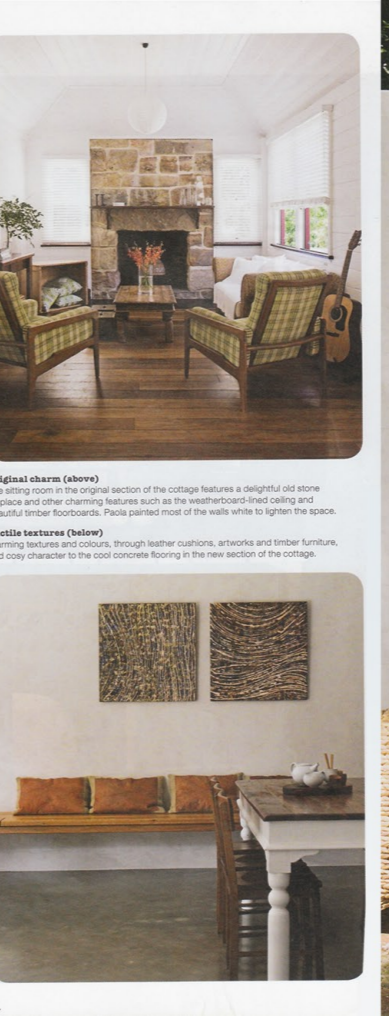 iginal charm (above)
e sitting room in the original section of the cottage features a delightful old stone
place and other charming features such as the weatherboard-lined ceiling and
autiful timber floorboards. Paola painted most of the walls white to lighten the space.
ctile textures (below)
rming textures and colours, through leather cushions, artworks and timber furniture,
d cosy character to the cool concrete flooring in the new section of the cottage.